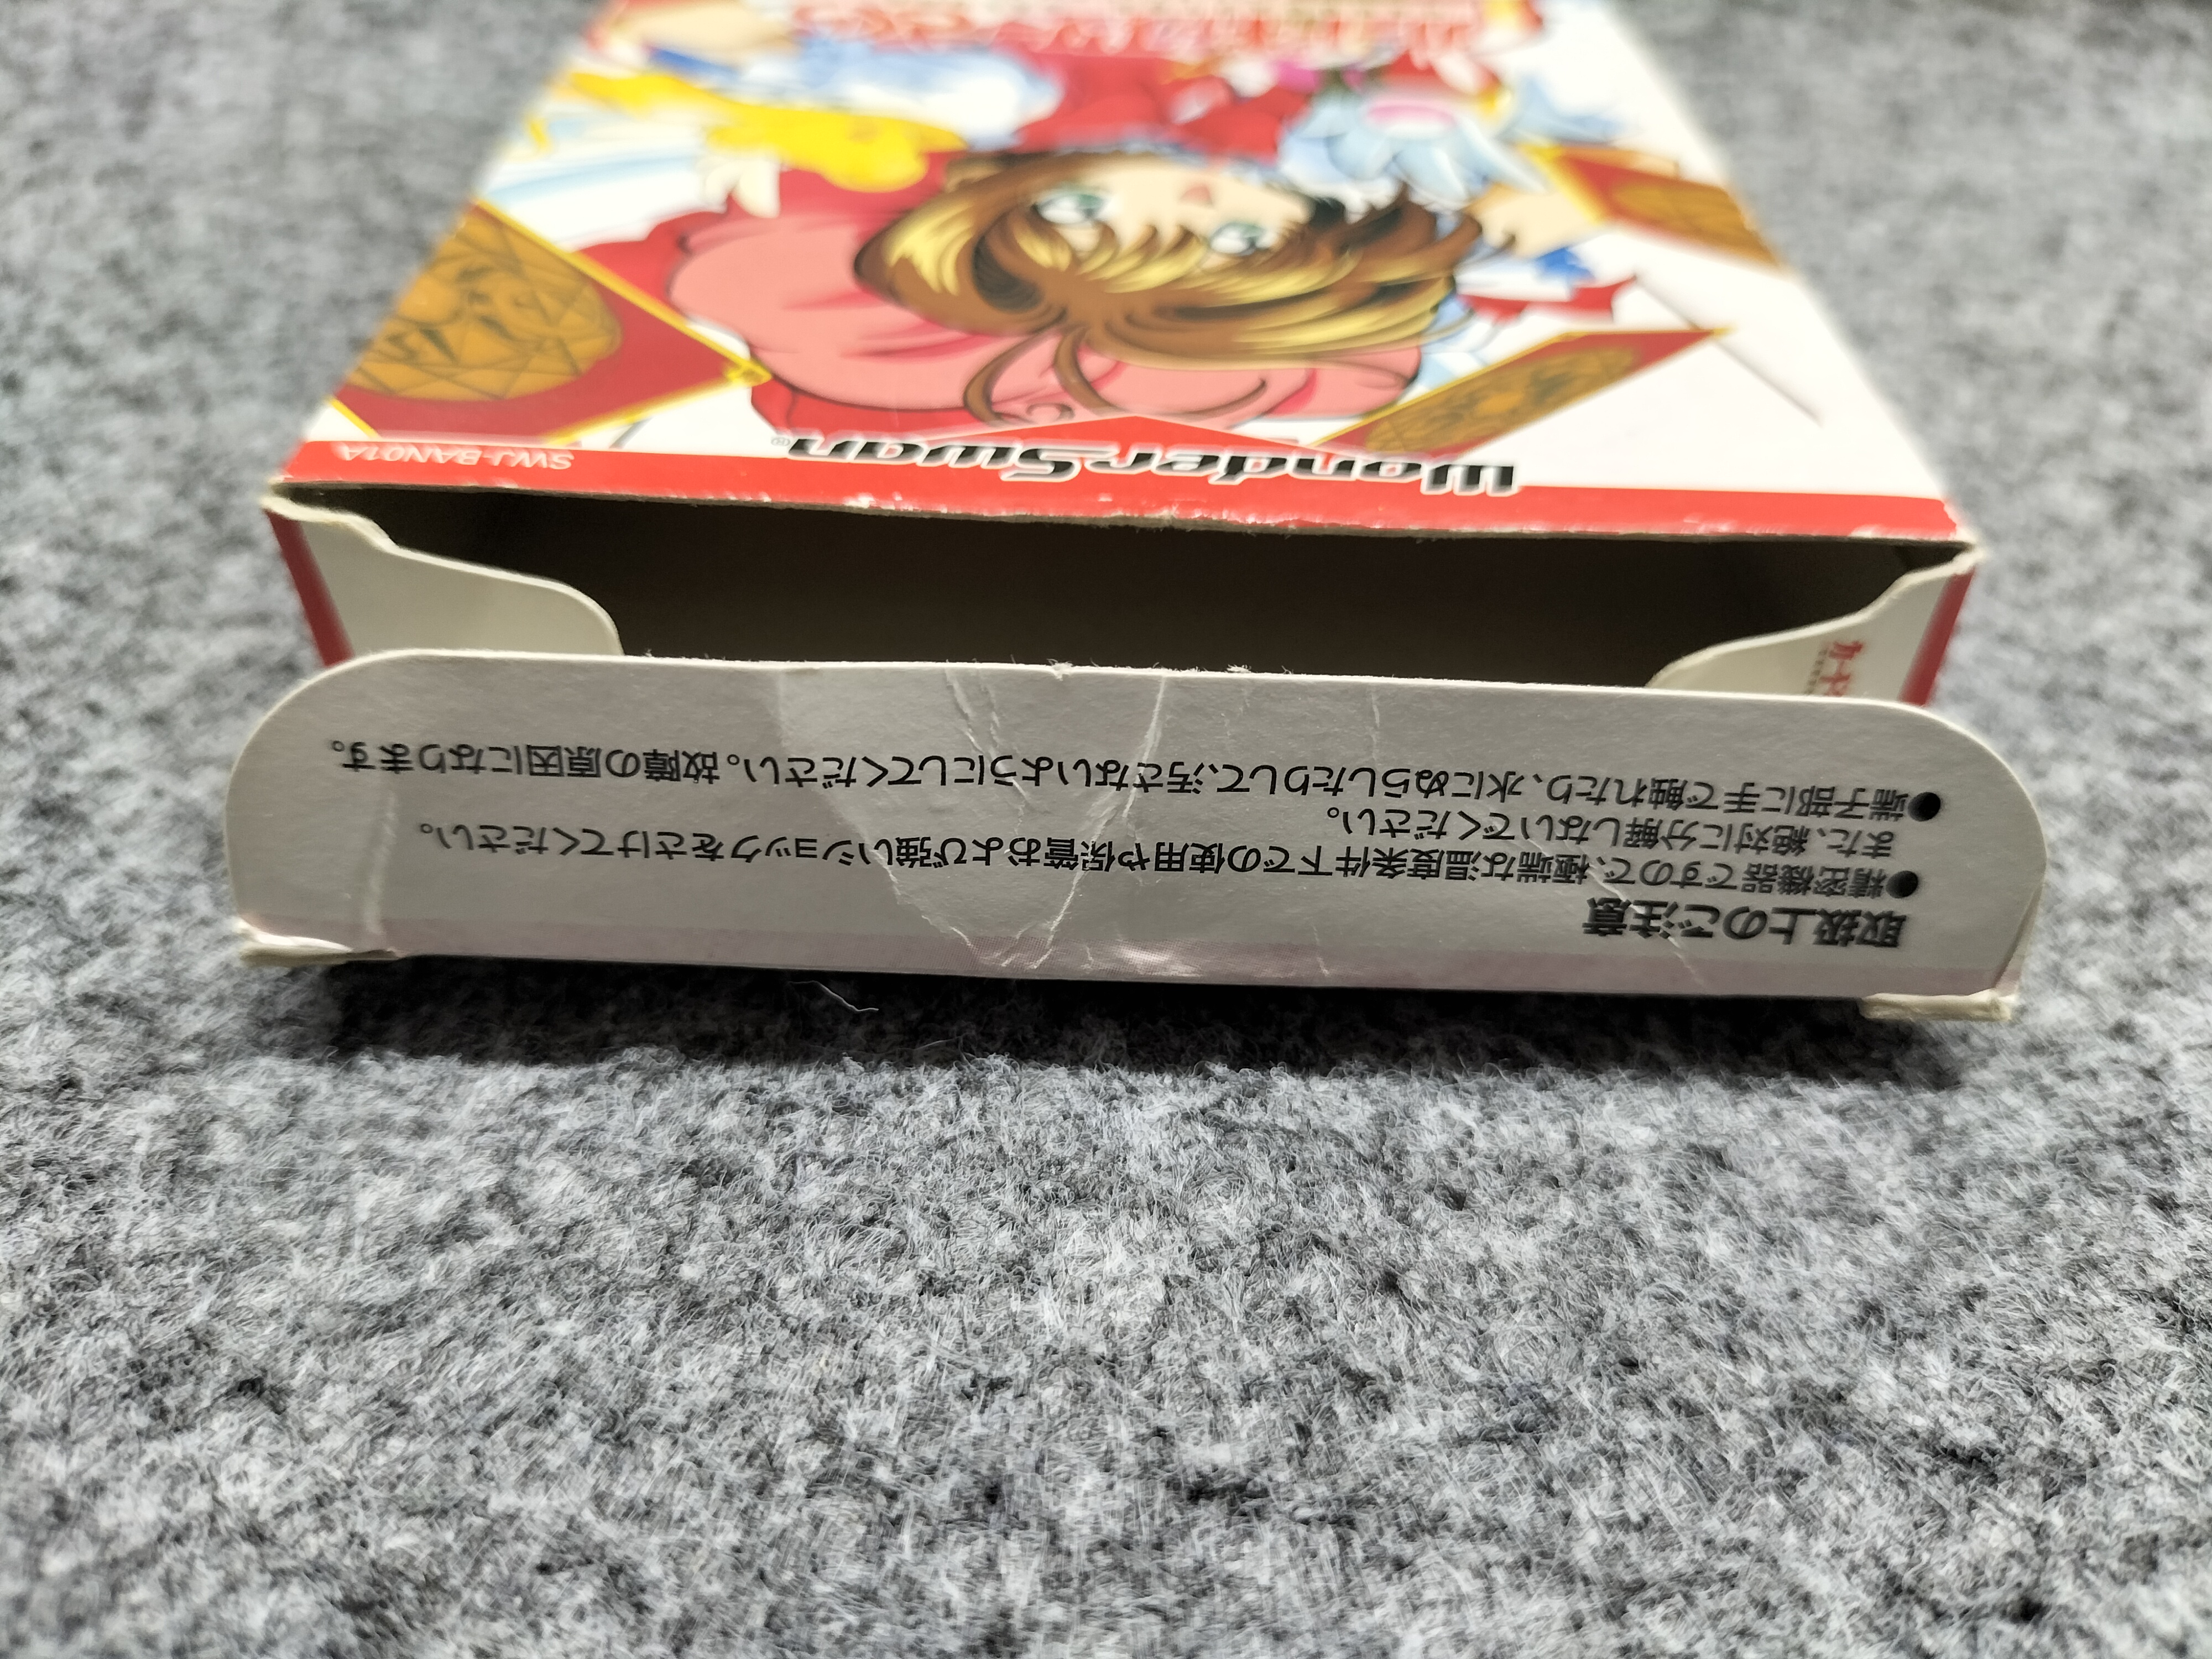 取扱上のご注意
●精密機器ですので、極端な温度条件下での使用や保管および強いショックをさけてください。
また、絶対に分解しないでください。
●端子部に手で触れたり、水にぬらしたりして、汚さないようにしてください。故障の原因になります。
WonderSwan®
SWJ-BAN01A
カード